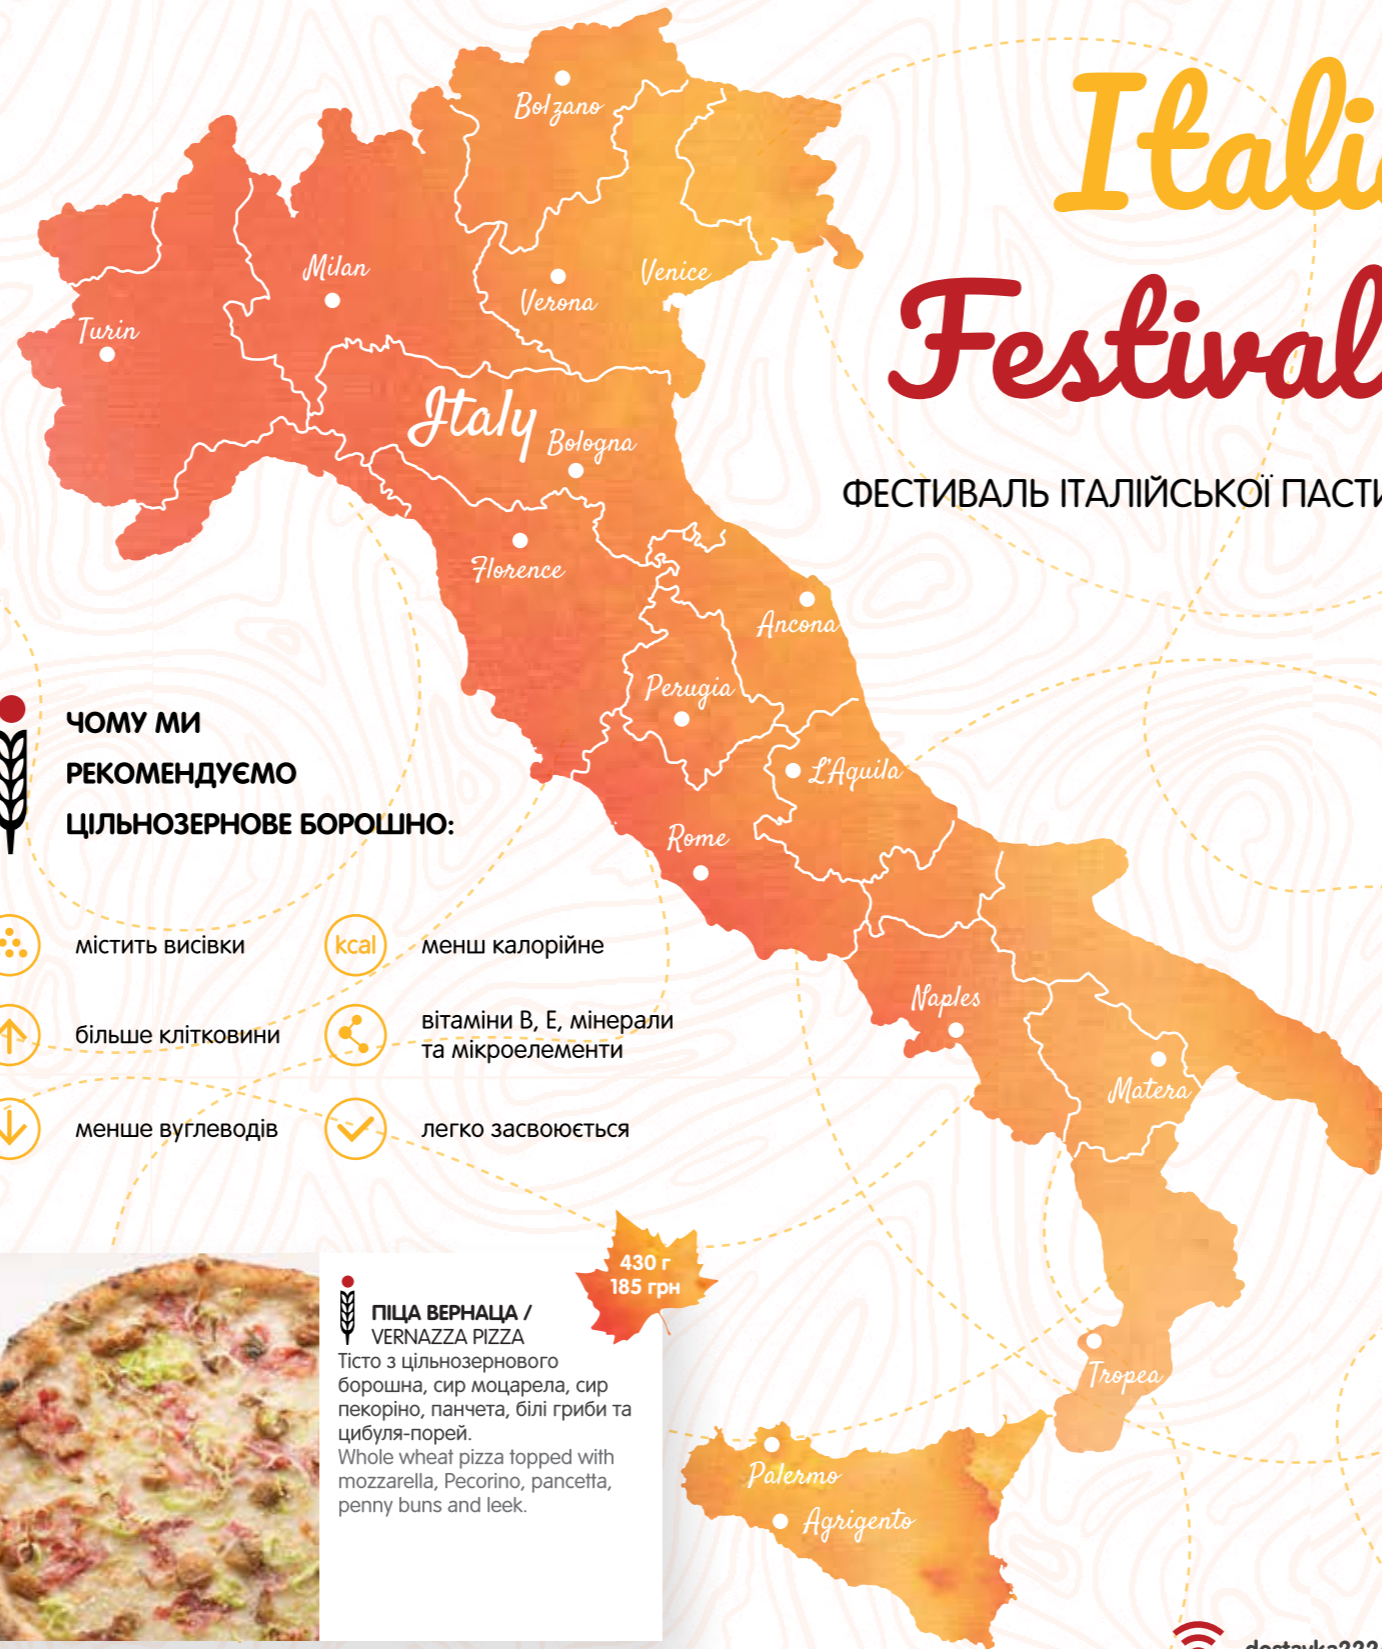 Italia
Festival
ФЕСТИВАЛЬ ІТАЛІЙСЬКОЇ ПАСТИ
Bolzano
Milan
Verona
Venice
Turin
Italy
Bologna
Florence
Ancona
Perugia
L'Aquila
Rome
Naples
Matera
Tropea
Palermo
Agrigento
ЧОМУ МИ
РЕКОМЕНДУЄМО
ЦІЛЬНОЗЕРНОВЕ БОРОШНО:
містить висівки
kcal
менш калорійне
більше клітковини
вітаміни В, Е, мінерали
та мікроелементи
менше вуглеводів
легко засвоюється
430 г
185 грн
ПІЦА ВЕРНАЦА /
VERNAZZA PIZZA
Тісто з цільнозернового
борошна, сир моцарела, сир
пекоріно, панчета, білі гриби та
цибуля-порей.
Whole wheat pizza topped with
mozzarella, Pecorino, pancetta,
penny buns and leek.